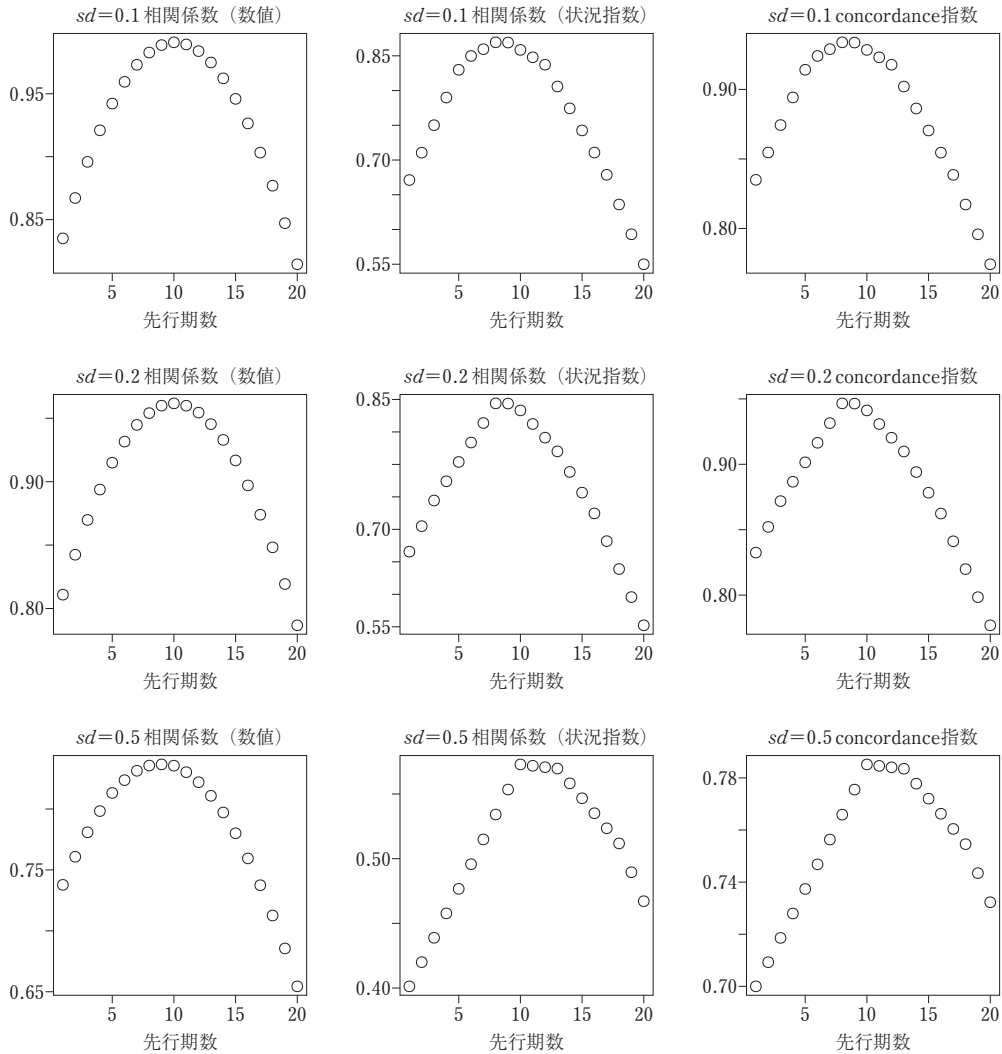 sd=0.1 相関係数（数値）
0.95
0.85
5 10 15 20
先行期数
sd=0.1 相関係数（状況指数）
0.85
0.70
0.55
5 10 15 20
先行期数
sd=0.1 concordance指数
0.90
0.80
5 10 15 20
先行期数
sd=0.2 相関係数（数値）
0.90
0.80
5 10 15 20
先行期数
sd=0.2 相関係数（状況指数）
0.85
0.70
0.55
5 10 15 20
先行期数
sd=0.2 concordance指数
0.90
0.80
5 10 15 20
先行期数
sd=0.5 相関係数（数値）
0.75
0.65
5 10 15 20
先行期数
sd=0.5 相関係数（状況指数）
0.50
0.40
5 10 15 20
先行期数
sd=0.5 concordance指数
0.78
0.74
0.70
5 10 15 20
先行期数